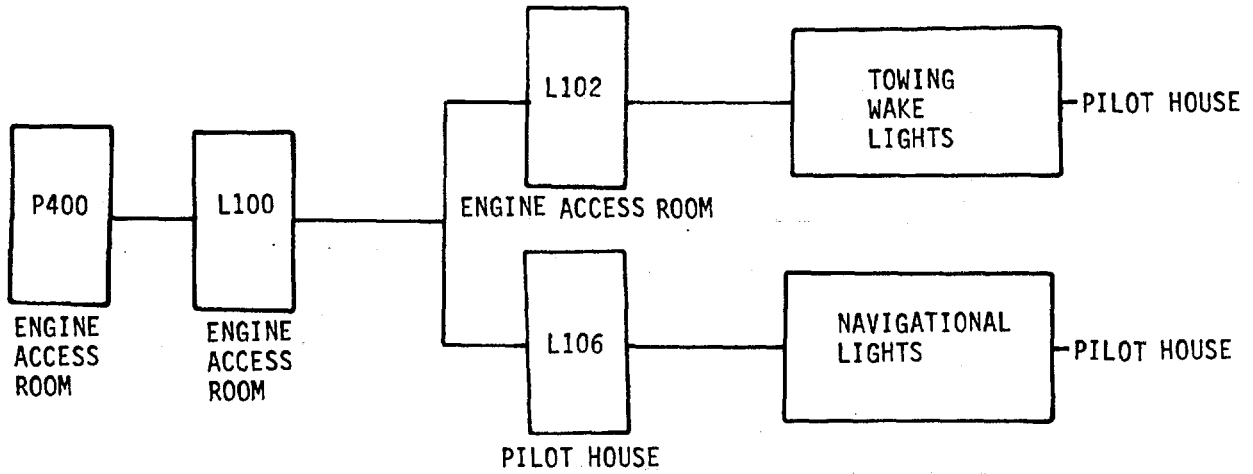 P400
ENGINE
ACCESS
ROOM
L100
ENGINE
ACCESS
ROOM
L102
ENGINE ACCESS ROOM
TOWING
WAKE
LIGHTS
PILOT HOUSE
L106
PILOT HOUSE
NAVIGATIONAL
LIGHTS
PILOT HOUSE